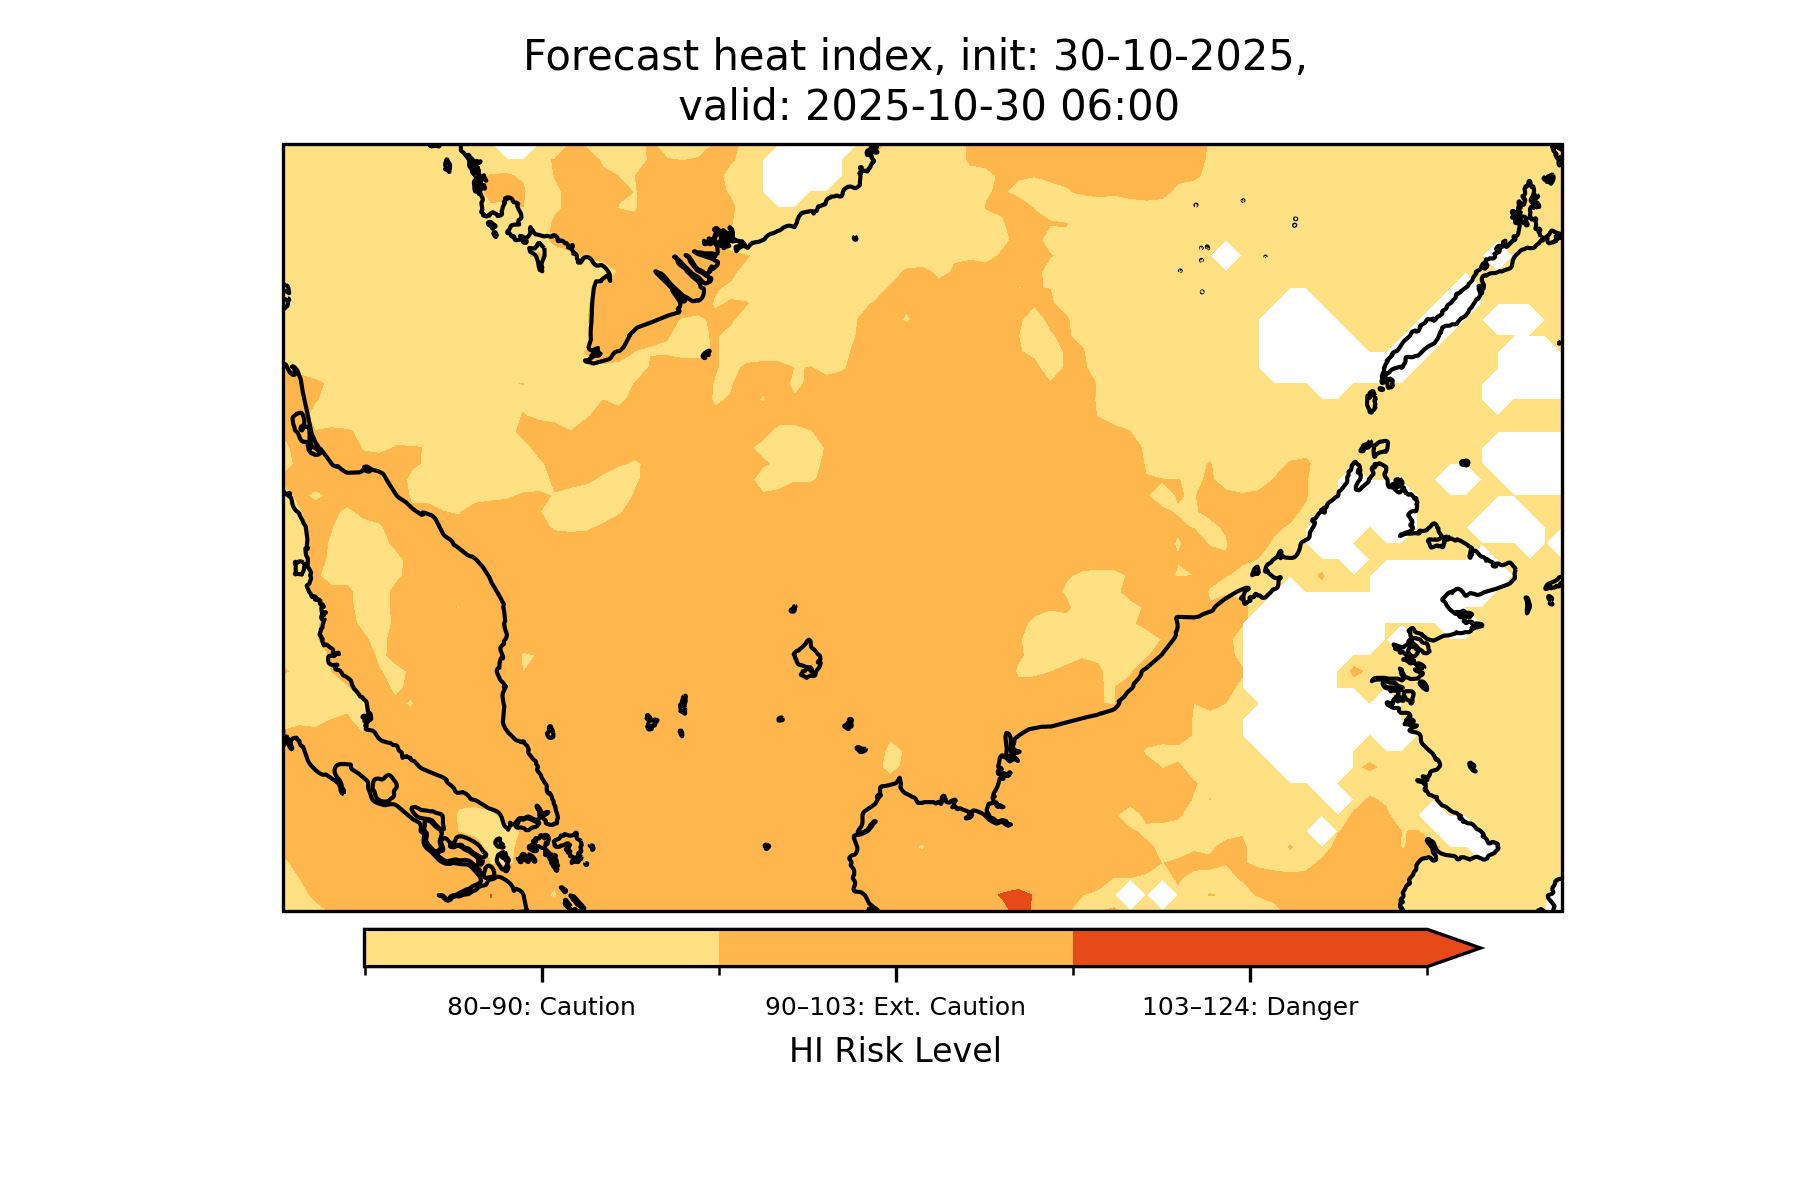 Forecast heat index, init: 30-10-2025,
valid: 2025-10-30 06:00
80–90: Caution
90–103: Ext. Caution
103–124: Danger
HI Risk Level